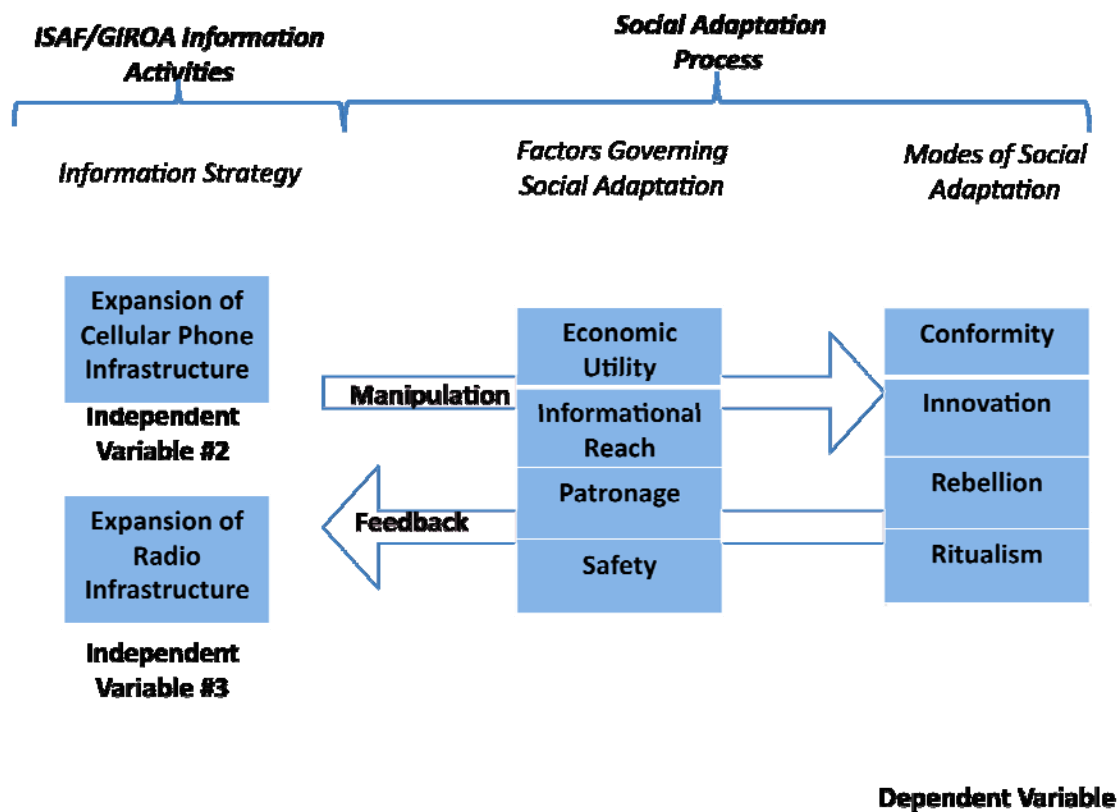 ISAF/GIROA Information
Activities
Social Adaptation
Process
Information Strategy
Factors Governing
Social Adaptation
Modes of Social
Adaptation
Expansion of
Cellular Phone
Infrastructure
Independent
Variable #2
Expansion of
Radio
Infrastructure
Independent
Variable #3
Manipulation
Feedback
Economic
Utility
Informational
Reach
Patronage
Safety
Conformity
Innovation
Rebellion
Ritualism
Dependent Variable